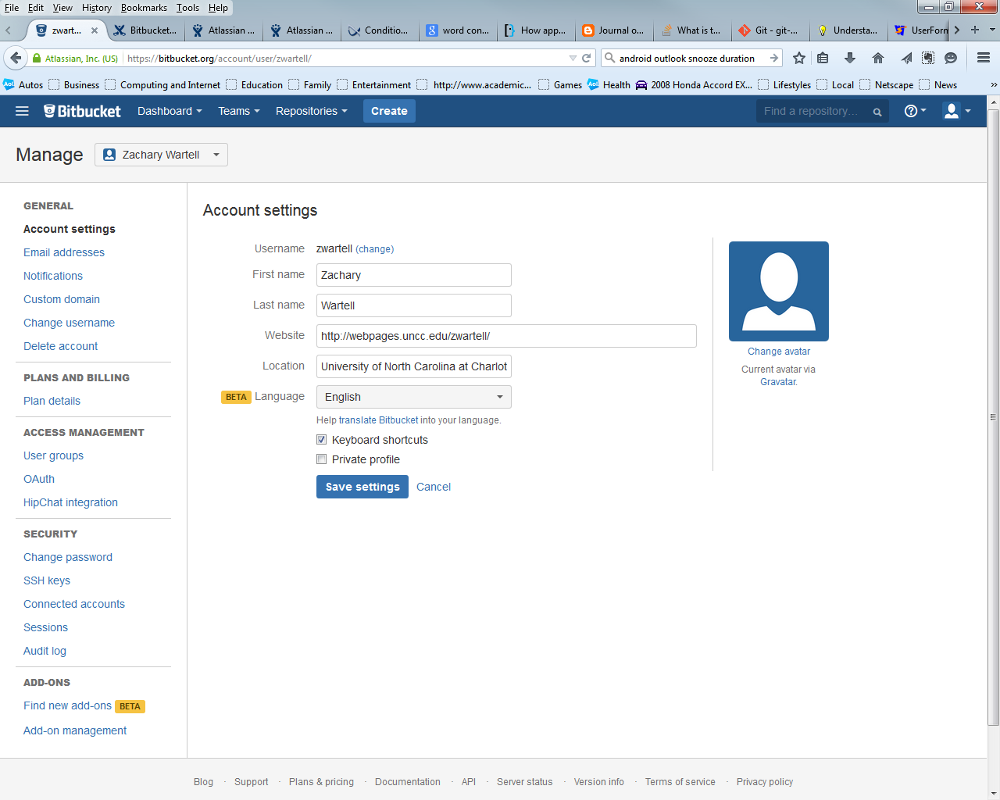 File Edit View History Bookmarks Tools Help
zwart... Bitbucket... Atlassian ... Atlassian ... Conditio... word con... How app... Journal o... What is t... Git - git-... Understa... UserForm
Atlassian, Inc. (US) https://bitbucket.org/account/user/zwartell/ android outlook snooze duration
Autos Business Computing and Internet Education Family Entertainment http://www.academic... Games Health 2008 Honda Accord EX... Lifestyles Local Netscape News
Bitbucket Dashboard Teams Repositories Create Find a repository...
Manage Zachary Wartell
GENERAL
Account settings
Email addresses
Notifications
Custom domain
Change username
Delete account
PLANS AND BILLING
Plan details
ACCESS MANAGEMENT
User groups
OAuth
HipChat integration
SECURITY
Change password
SSH keys
Connected accounts
Sessions
Audit log
ADD-ONS
Find new add-ons BETA
Add-on management
Account settings
Username zwartell (change)
First name Zachary
Last name Wartell
Website http://webpages.uncc.edu/zwartell/
Location University of North Carolina at Charlot
BETA Language English
Help translate Bitbucket into your language.
Keyboard shortcuts
Private profile
Save settings Cancel
Change avatar
Current avatar via
Gravatar.
Blog · Support · Plans & pricing · Documentation · API · Server status · Version info · Terms of service · Privacy policy